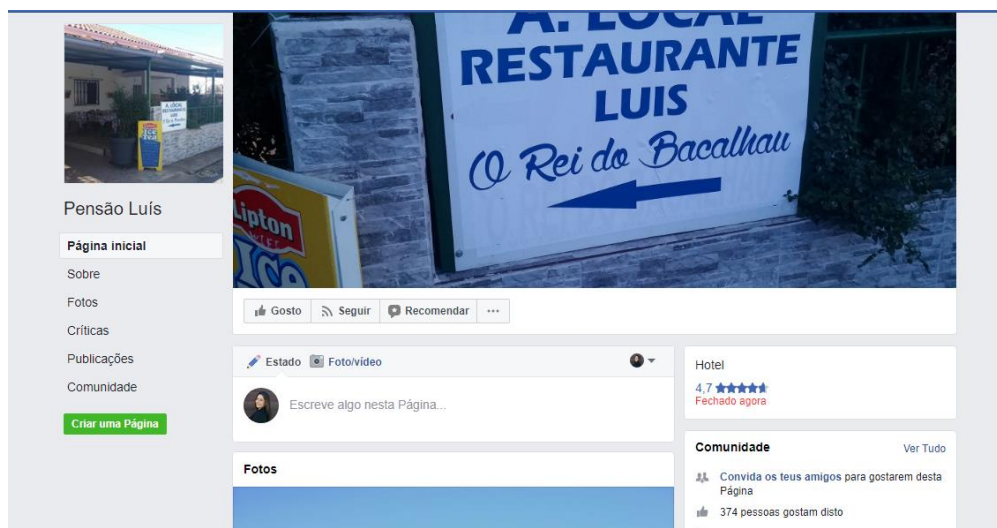 A. LOCAL
RESTAURANTE
LUIS
O Rei do Bacalhau
Lipton
ICE
Pensão Luís
Página inicial
Sobre
Fotos
Críticas
Publicações
Comunidade
Criar uma Página
Gosto
Seguir
Recomendar
Estado
Foto/vídeo
Escreve algo nesta Página...
Fotos
Hotel
4,7
Fechado agora
Comunidade
Ver Tudo
Convida os teus amigos para gostarem desta
Página
374 pessoas gostam disto